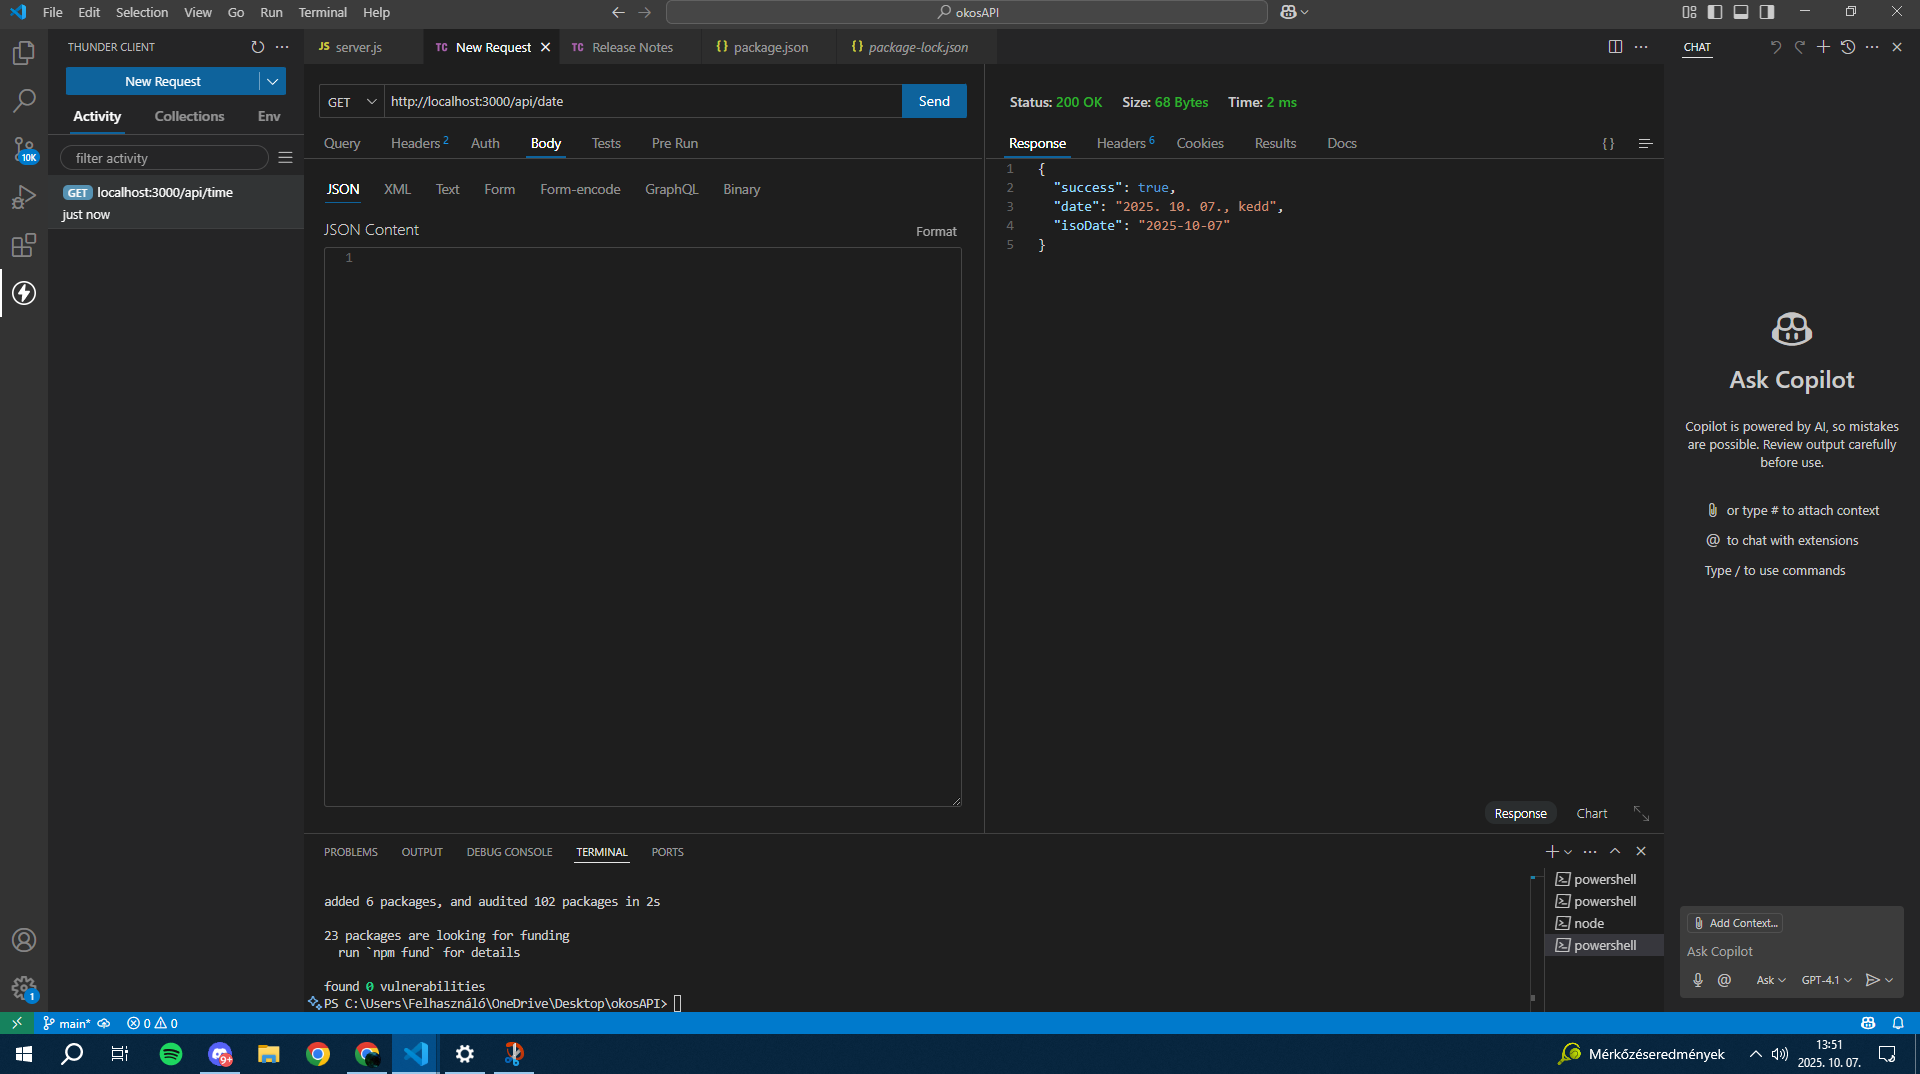 File Edit Selection View Go Run Terminal Help
okosAPI
THUNDER CLIENT
New Request
Activity Collections Env
filter activity
GET localhost:3000/api/time
just now
10K
1
JS server.js
TC New Request
TC Release Notes
{} package.json
{} package-lock.json
GET http://localhost:3000/api/date Send
Query Headers 2 Auth Body Tests Pre Run
JSON XML Text Form Form-encode GraphQL Binary
JSON Content Format
1
Status: 200 OK Size: 68 Bytes Time: 2 ms
Response Headers 6 Cookies Results Docs {}
1 {
2 "success": true,
3 "date": "2025. 10. 07., kedd",
4 "isoDate": "2025-10-07"
5 }
Response Chart
PROBLEMS OUTPUT DEBUG CONSOLE TERMINAL PORTS
added 6 packages, and audited 102 packages in 2s
23 packages are looking for funding
run `npm fund` for details
found 0 vulnerabilities
PS C:\Users\Felhasználó\OneDrive\Desktop\okosAPI>
powershell
powershell
node
powershell
CHAT
Ask Copilot
Copilot is powered by AI, so mistakes
are possible. Review output carefully
before use.
or type # to attach context
@ to chat with extensions
Type / to use commands
Add Context...
Ask Copilot
@ Ask GPT-4.1
main* 0 0
9+
Mérkőzéseredmények
13:51
2025. 10. 07.